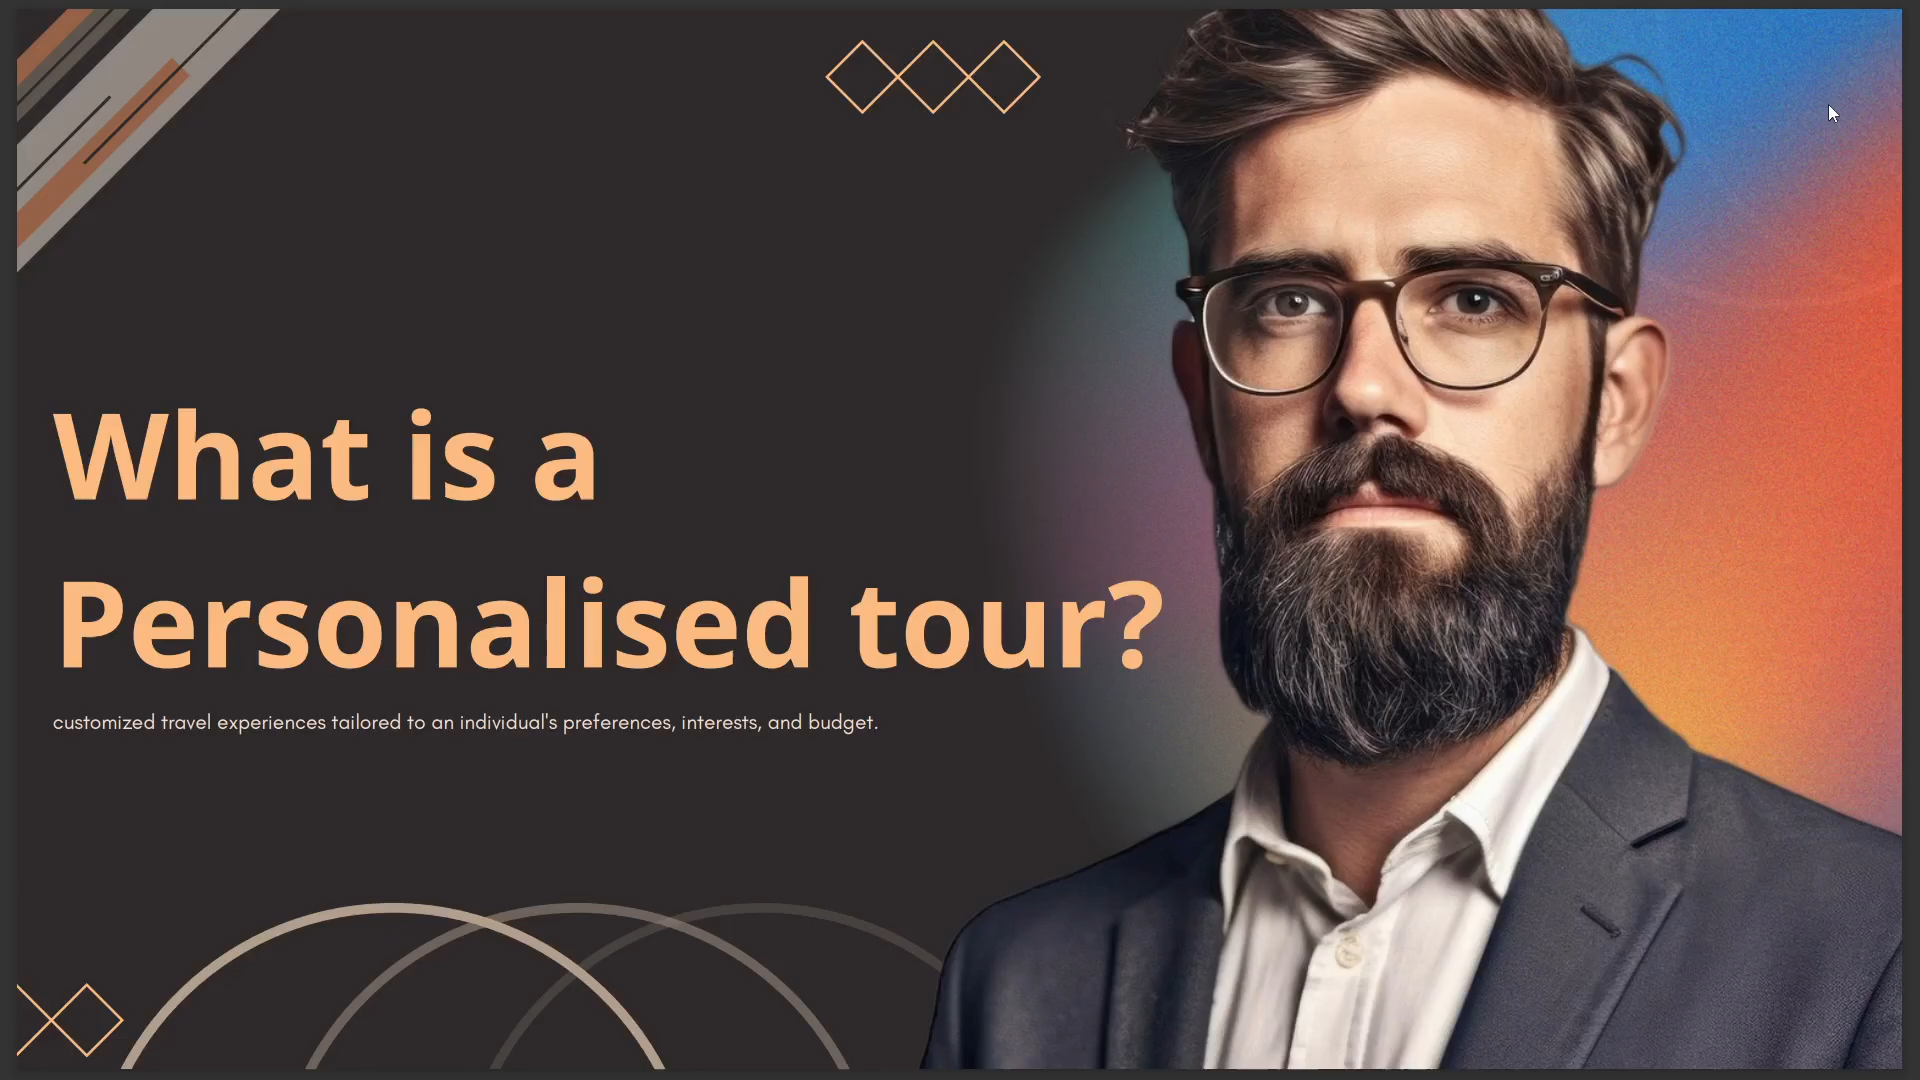 What is a
Personalised tour?
customized travel experiences tailored to an individual's preferences, interests, and budget.